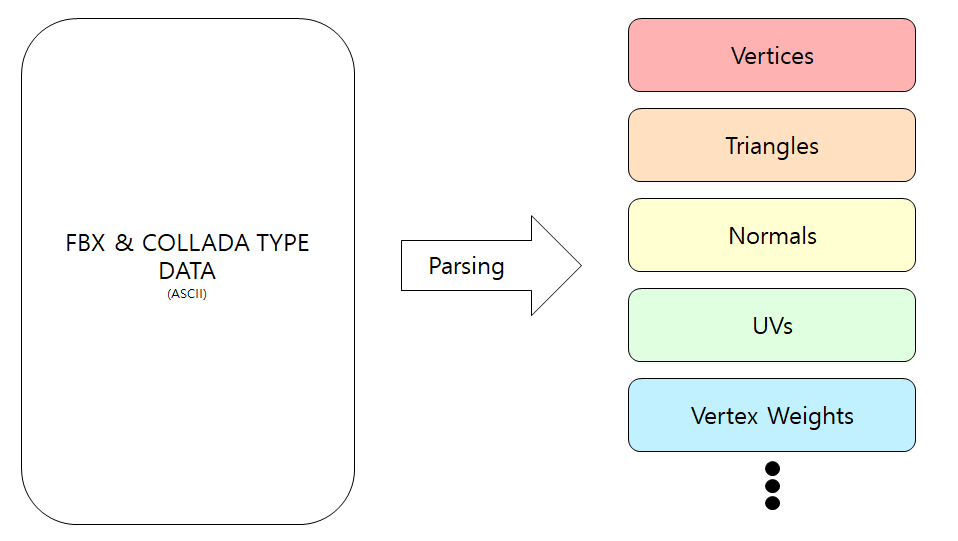 FBX & COLLADA TYPE
DATA
(ASCII)
Parsing
Vertices
Triangles
Normals
UVs
Vertex Weights